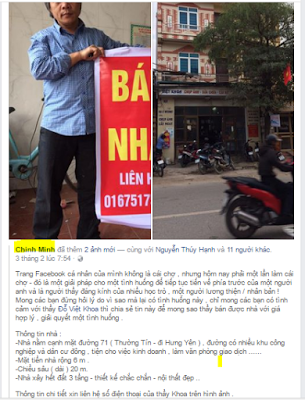 BÁ
NHÀ
LIÊN H
0167517
Chính Minh đã thêm 2 ảnh mới — cùng với Nguyễn Thúy Hạnh và 11 người khác.
3 tháng 2 lúc 7:54 ·
Trang Facebook cá nhân của mình không là cái chợ , nhưng hôm nay phải một lần làm cái
chợ - đó là một giải pháp cho một tình huống để tiếp tục tiến về phía trước của một người
anh và là người thầy đáng kính của nhiều học trò , một người lương thiện / nhân bản !
Mong các bạn đừng hỏi lý do vì sao mà lại có tình huống này , chỉ mong các bạn có tình
cảm với thầy Đỗ Việt Khoa thì chia sẻ tin này để mong sao thầy bán được nhà với giá
hợp lý , giải quyết một tình huống .
Thông tin nhà :
-Nhà nằm cạnh mặt đường 71 ( Thường Tín - đi Hưng Yên ) , đường có nhiều khu công
nghiệp và dân cư đông , tiện cho việc kinh doanh , làm văn phòng giao dịch .......
-Mặt tiền nhà rộng 6 m .
-Chiều sâu ( dài ) 20 m.
-Nhà xây hết đất 3 tầng - thiết kế chắc chắn - nội thất đẹp ..
Thông tin chi tiết xin liên hệ số điện thoại của thầy Khoa trên hình ảnh .